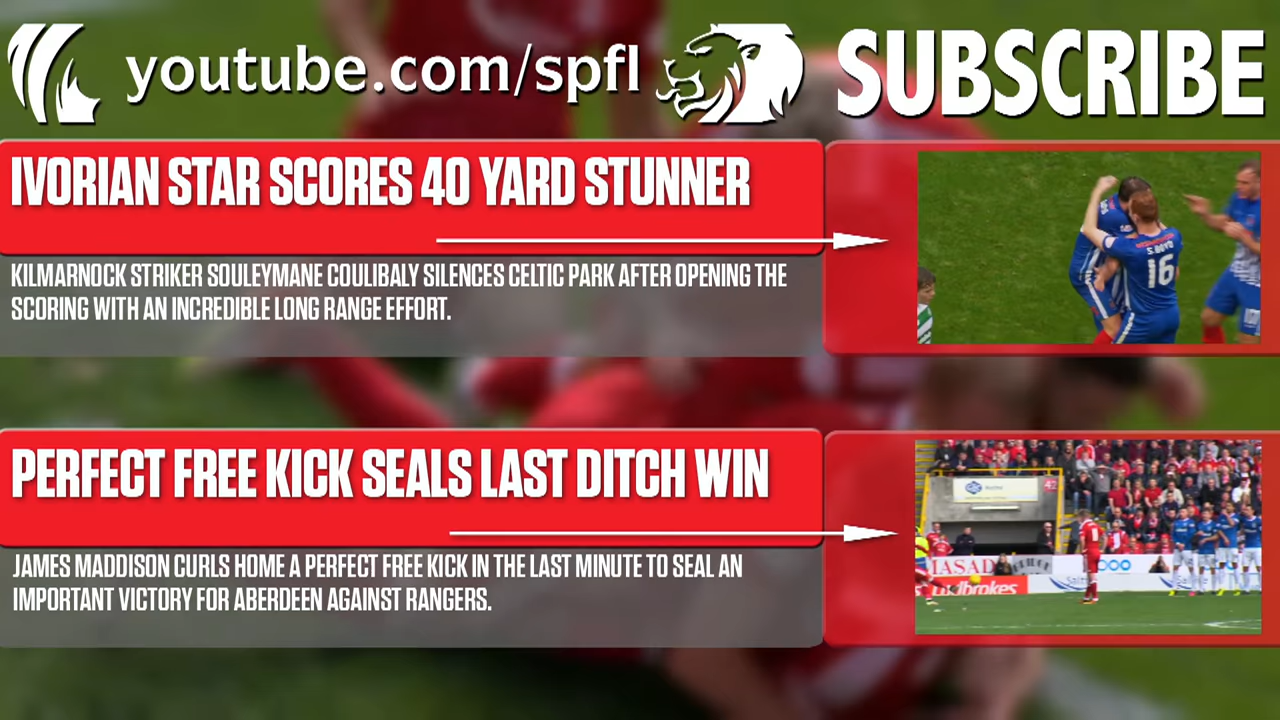 youtube.com/spfl
SUBSCRIBE
IVORIAN STAR SCORES 40 YARD STUNNER
KILMARNOCK STRIKER SOULEYMANE COULIBALY SILENCES CELTIC PARK AFTER OPENING THE
SCORING WITH AN INCREDIBLE LONG RANGE EFFORT.
S.BOYD
16
PERFECT FREE KICK SEALS LAST DITCH WIN
JAMES MADDISON CURLS HOME A PERFECT FREE KICK IN THE LAST MINUTE TO SEAL AN
IMPORTANT VICTORY FOR ABERDEEN AGAINST RANGERS.